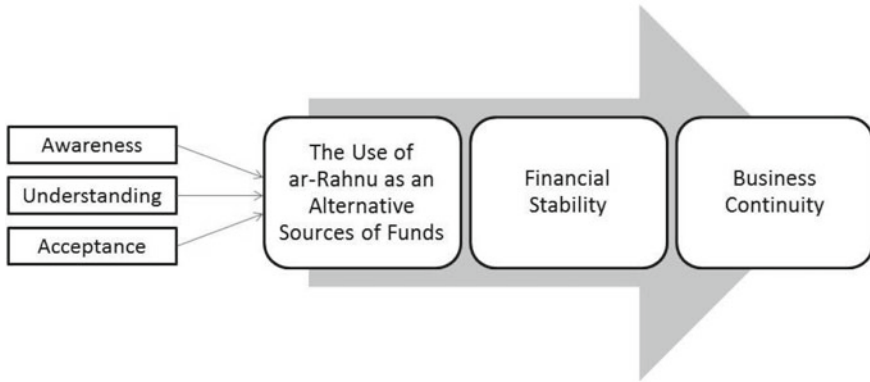 Awareness
Understanding
Acceptance
The Use of
ar-Rahnu as an
Alternative
Sources of Funds
Financial
Stability
Business
Continuity